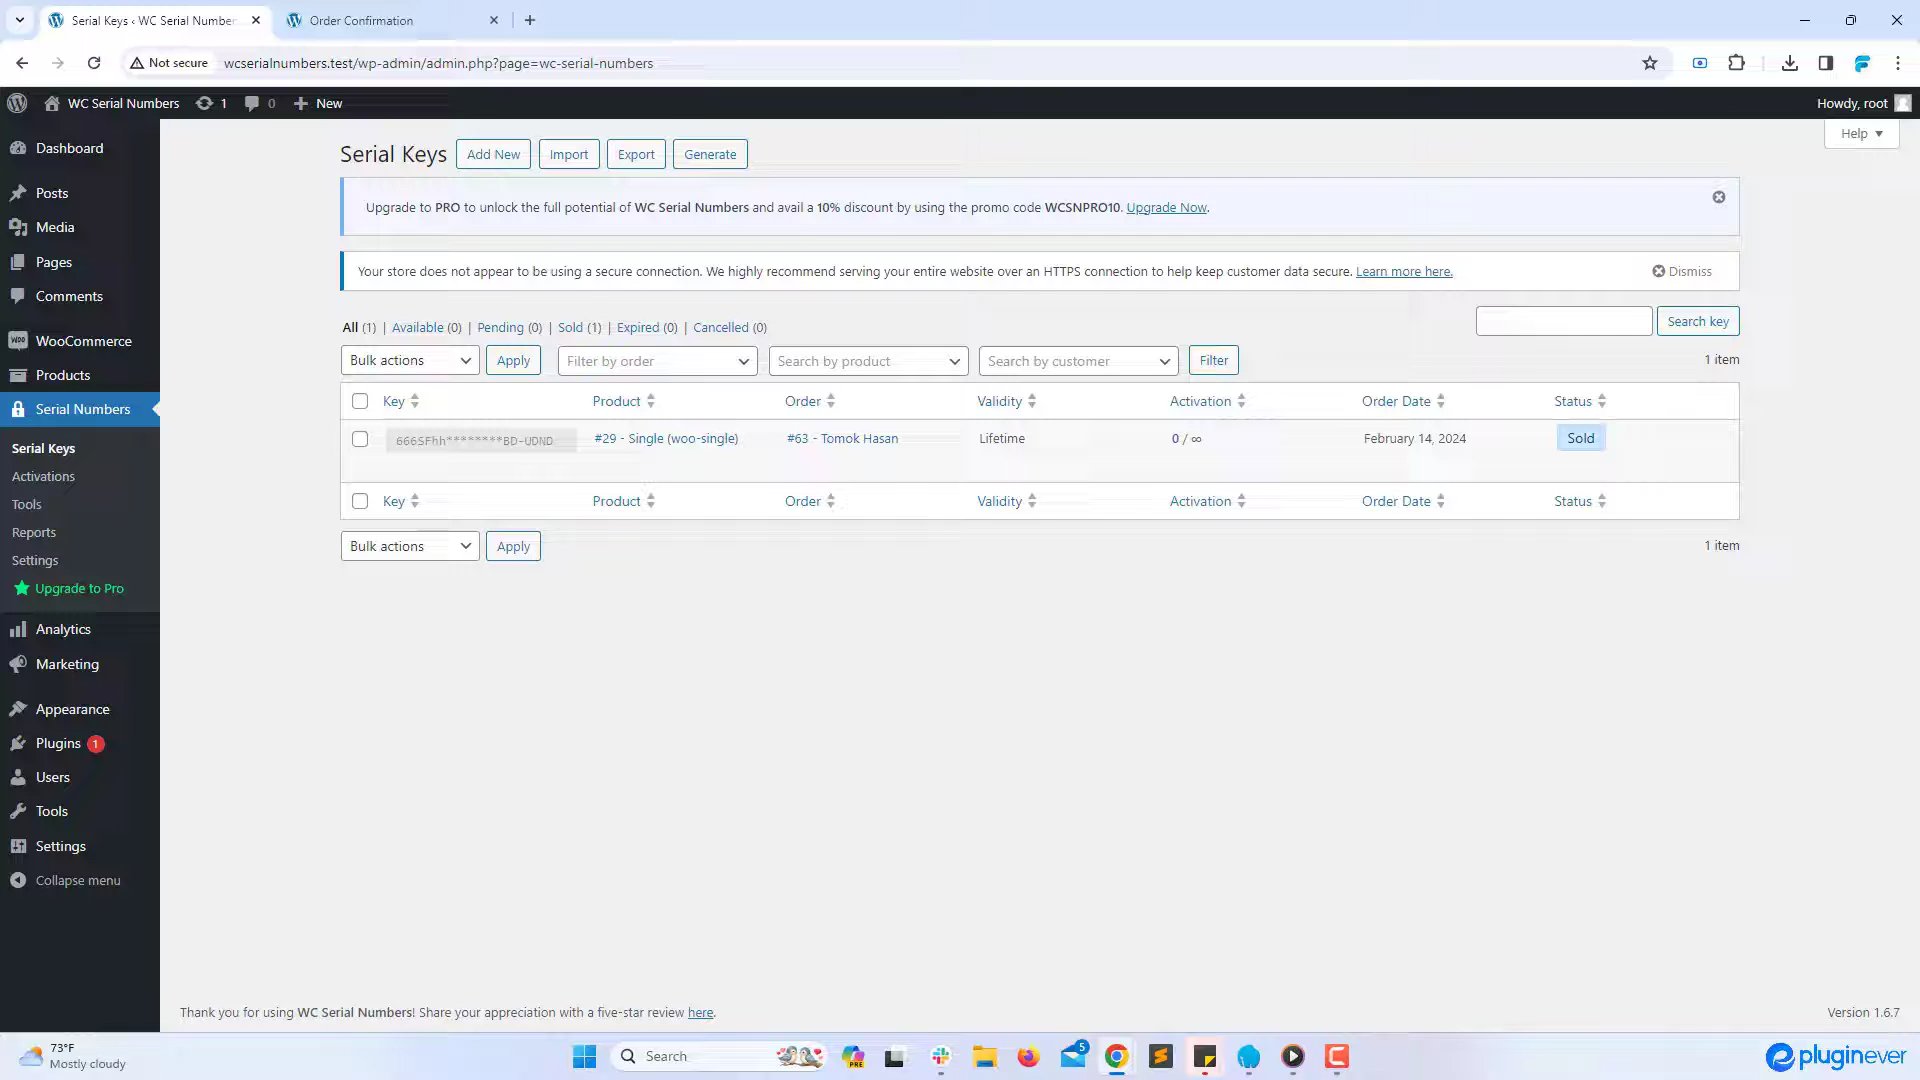 Serial Keys ‹ WC Serial Number
Order Confirmation
Not secure
wcserialnumbers.test/wp-admin/admin.php?page=wc-serial-numbers
WC Serial Numbers
1
0
New
Howdy, root
Help
Dashboard
Posts
Media
Pages
Comments
WooCommerce
Products
Serial Numbers
Serial Keys
Activations
Tools
Reports
Settings
Upgrade to Pro
Analytics
Marketing
Appearance
Plugins 1
Users
Tools
Settings
Collapse menu
Serial Keys
Add New
Import
Export
Generate
Upgrade to PRO to unlock the full potential of WC Serial Numbers and avail a 10% discount by using the promo code WCSNPRO10. Upgrade Now.
Your store does not appear to be using a secure connection. We highly recommend serving your entire website over an HTTPS connection to help keep customer data secure. Learn more here.
Dismiss
All (1) | Available (0) | Pending (0) | Sold (1) | Expired (0) | Cancelled (0)
Search key
Bulk actions
Apply
Filter by order
Search by product
Search by customer
Filter
1 item
Key Product Order Validity Activation Order Date Status
666SFhh********BD-UDND #29 - Single (woo-single) #63 - Tomok Hasan Lifetime 0 / ∞ February 14, 2024 Sold
Key Product Order Validity Activation Order Date Status
Bulk actions
Apply
1 item
Thank you for using WC Serial Numbers! Share your appreciation with a five-star review here.
Version 1.6.7
73°F
Mostly cloudy
Search
PRE
5
pluginever